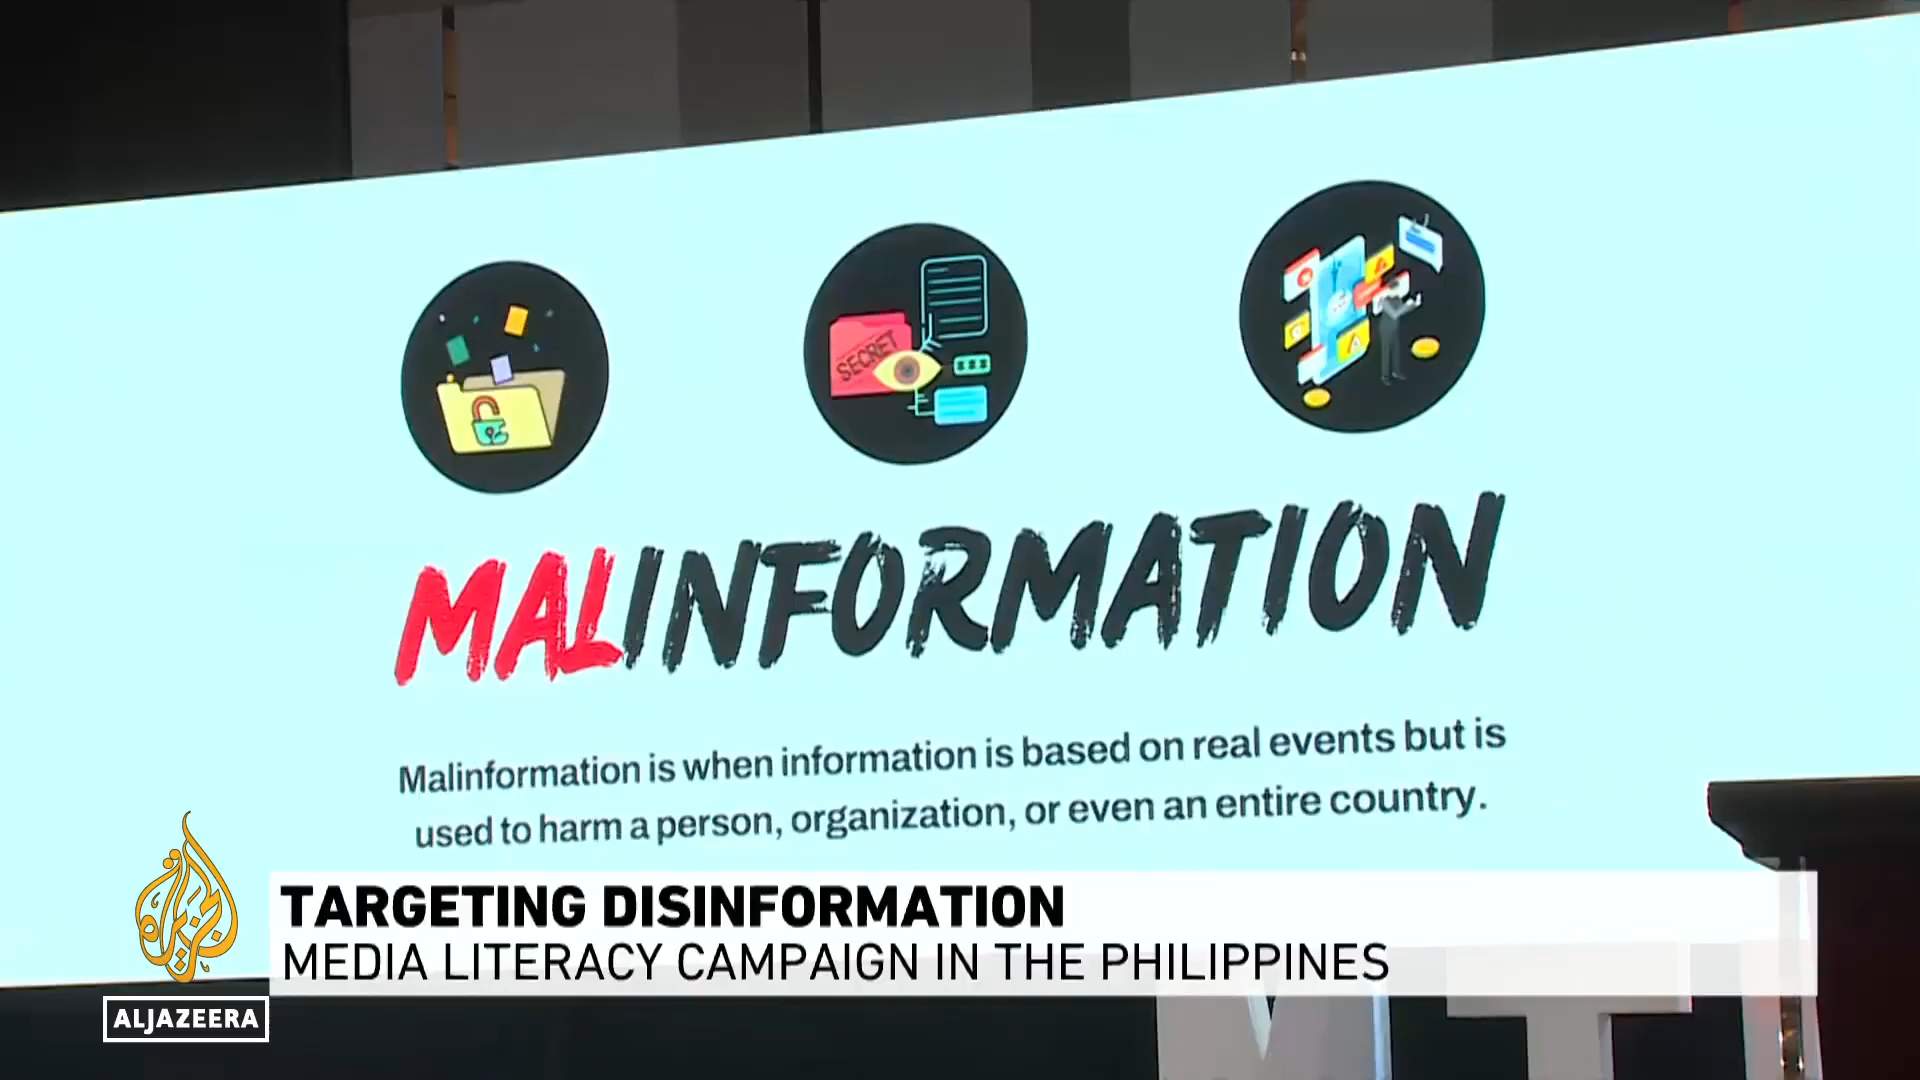 SECRET
MALINFORMATION
Malinformation is when information is based on real events but is
used to harm a person, organization, or even an entire country.
TARGETING DISINFORMATION
MEDIA LITERACY CAMPAIGN IN THE PHILIPPINES
الجزيرة
ALJAZEERA